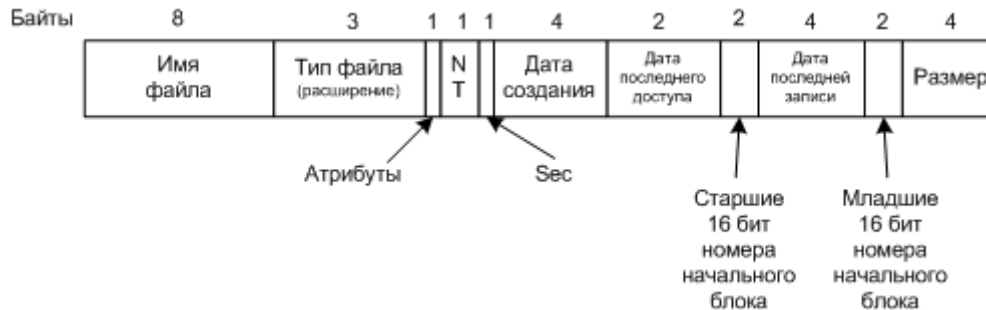 Байты 8 3 1 1 1 4 2 2 4 2 4
Имя
файла
Тип файла
(расширение)
N
T
Дата
создания
Дата
последнего
доступа
Дата
последней
записи
Размер
Атрибуты
Sec
Старшие
16 бит
номера
начального
блока
Младшие
16 бит
номера
начального
блока